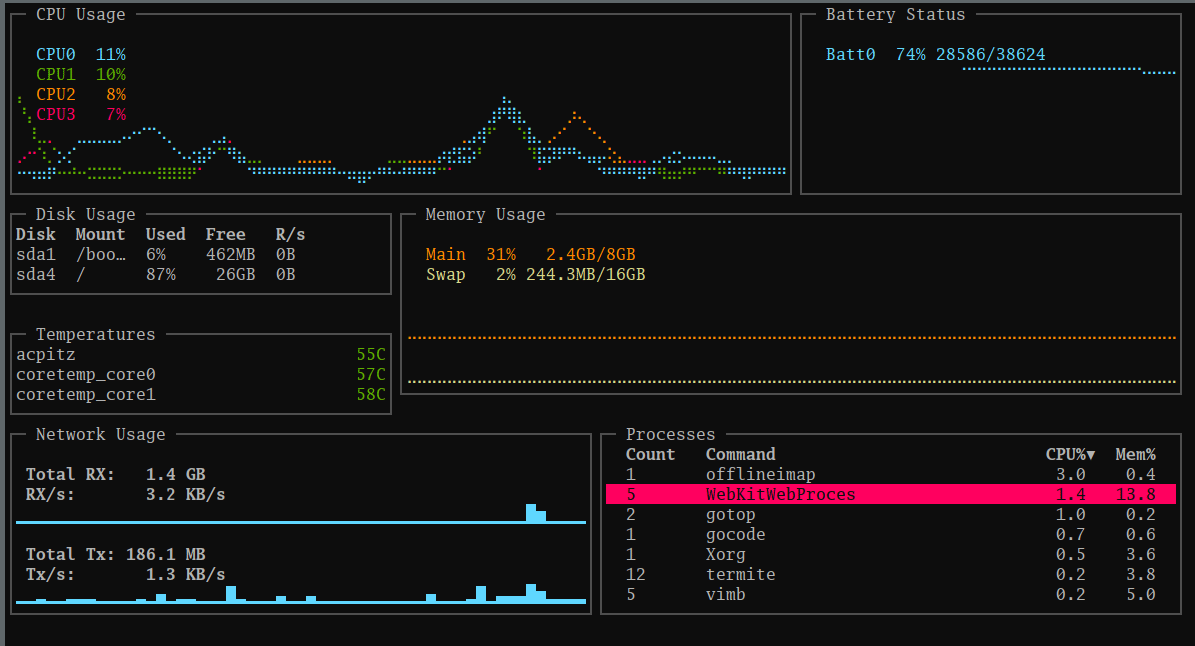 CPU Usage
CPU0 11%
CPU1 10%
CPU2 8%
CPU3 7%
Battery Status
Batt0 74% 28586/38624
Disk Usage
Disk Mount Used Free R/s
sda1 /boo… 6% 462MB 0B
sda4 / 87% 26GB 0B
Memory Usage
Main 31% 2.4GB/8GB
Swap 2% 244.3MB/16GB
Temperatures
acpitz 55C
coretemp_core0 57C
coretemp_core1 58C
Network Usage
Total RX: 1.4 GB
RX/s: 3.2 KB/s
Total Tx: 186.1 MB
Tx/s: 1.3 KB/s
Processes
Count Command CPU%▼ Mem%
1 offlineimap 3.0 0.4
5 WebKitWebProces 1.4 13.8
2 gotop 1.0 0.2
1 gocode 0.7 0.6
1 Xorg 0.5 3.6
12 termite 0.2 3.8
5 vimb 0.2 5.0